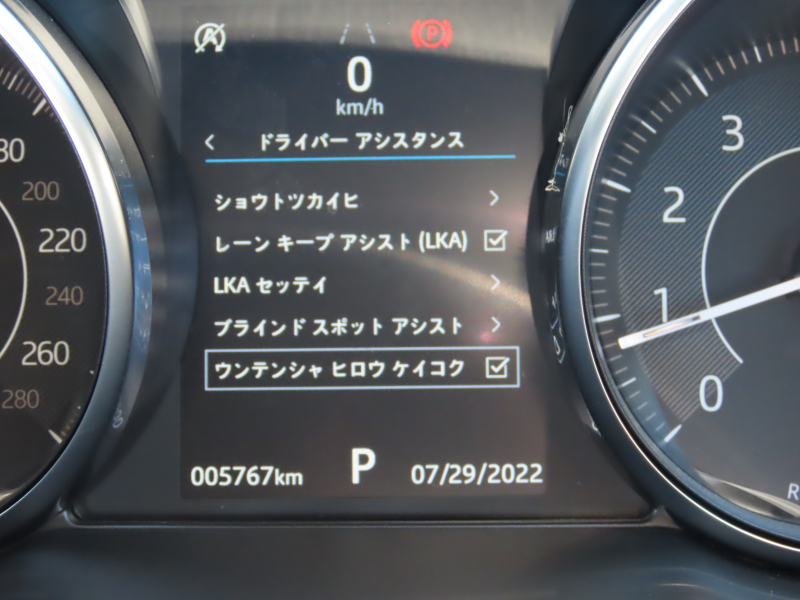 A
P
0
km/h
ドライバー アシスタンス
ショウトツカイヒ
レーン キープ アシスト (LKA)
LKA セッテイ
ブラインド スポット アシスト
ウンテンシャ ヒロウ ケイコク
005767km
P
07/29/2022
200
220
240
260
280
3
2
1
0
R